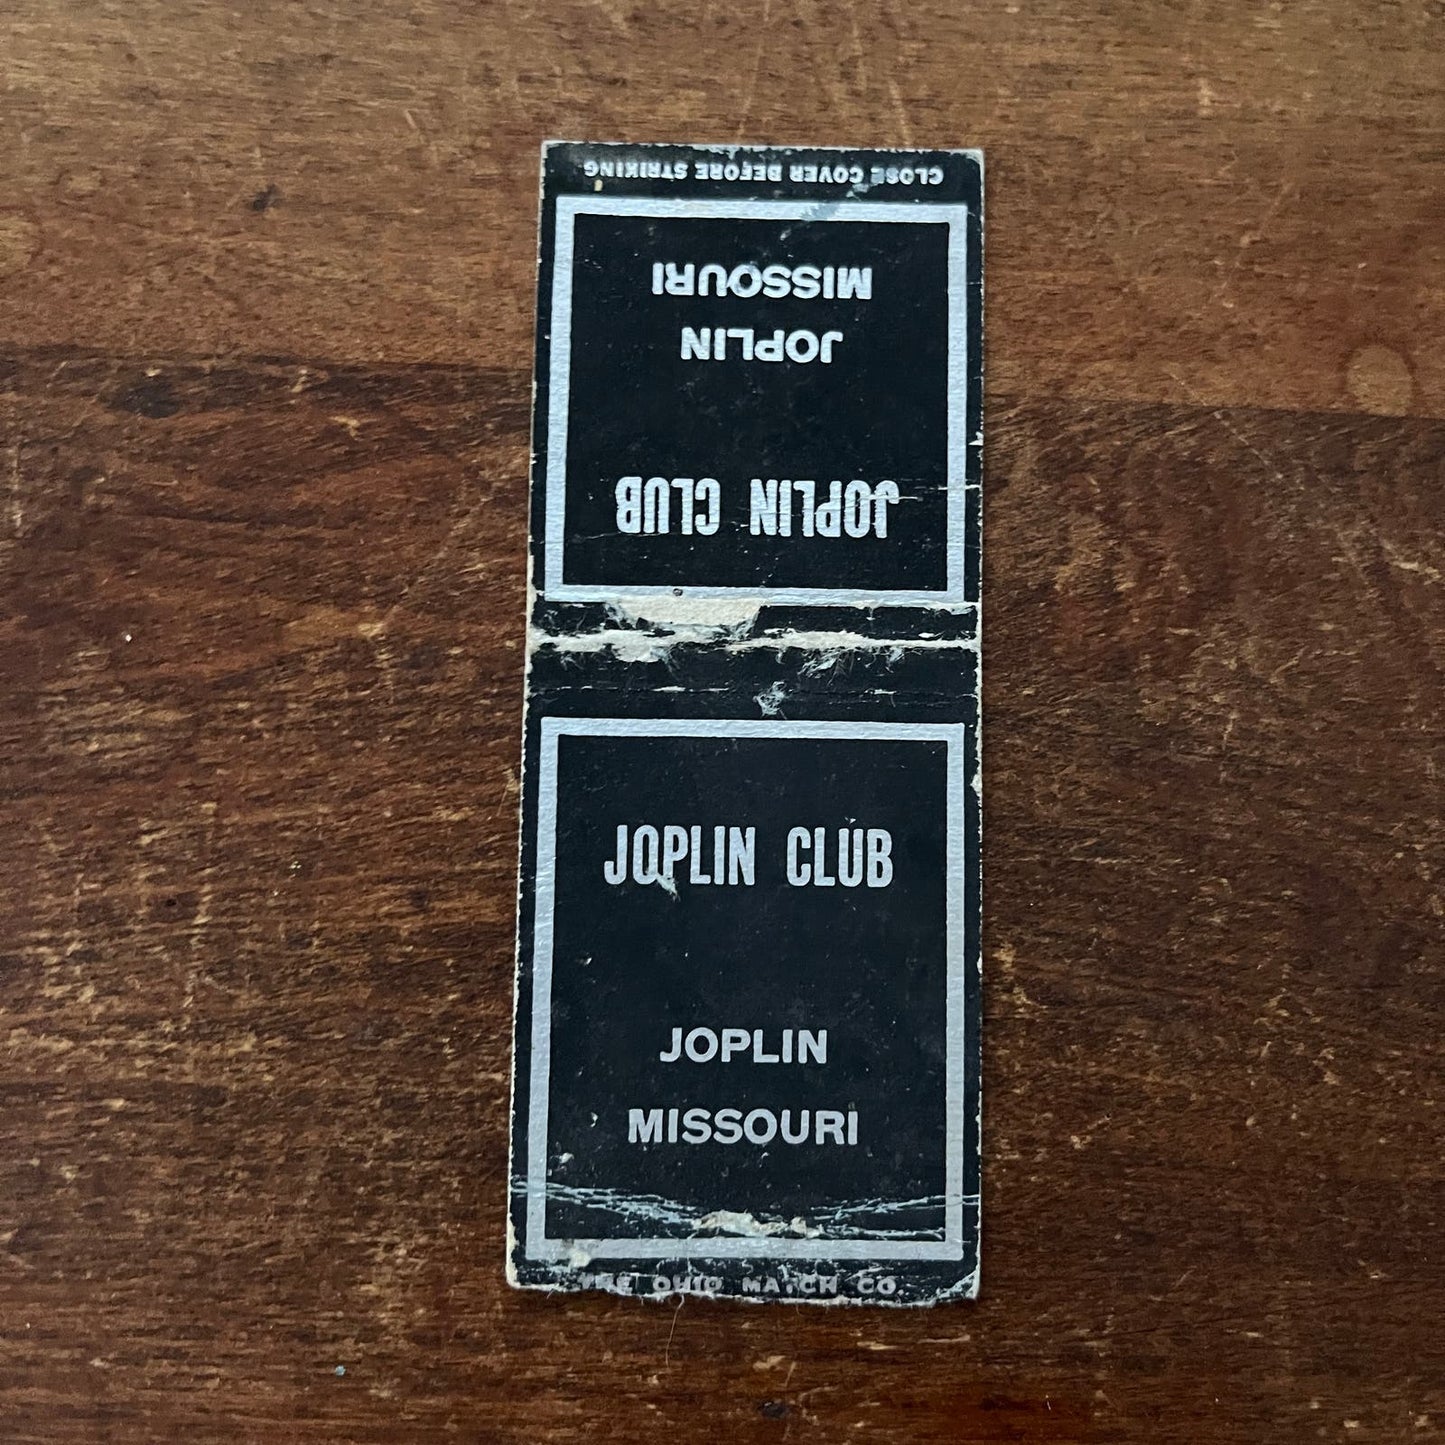 CLOSE COVER BEFORE STRIKING
JOPLIN CLUB
JOPLIN
MISSOURI
JOPLIN CLUB
JOPLIN
MISSOURI
THE OHIO MATCH CO.